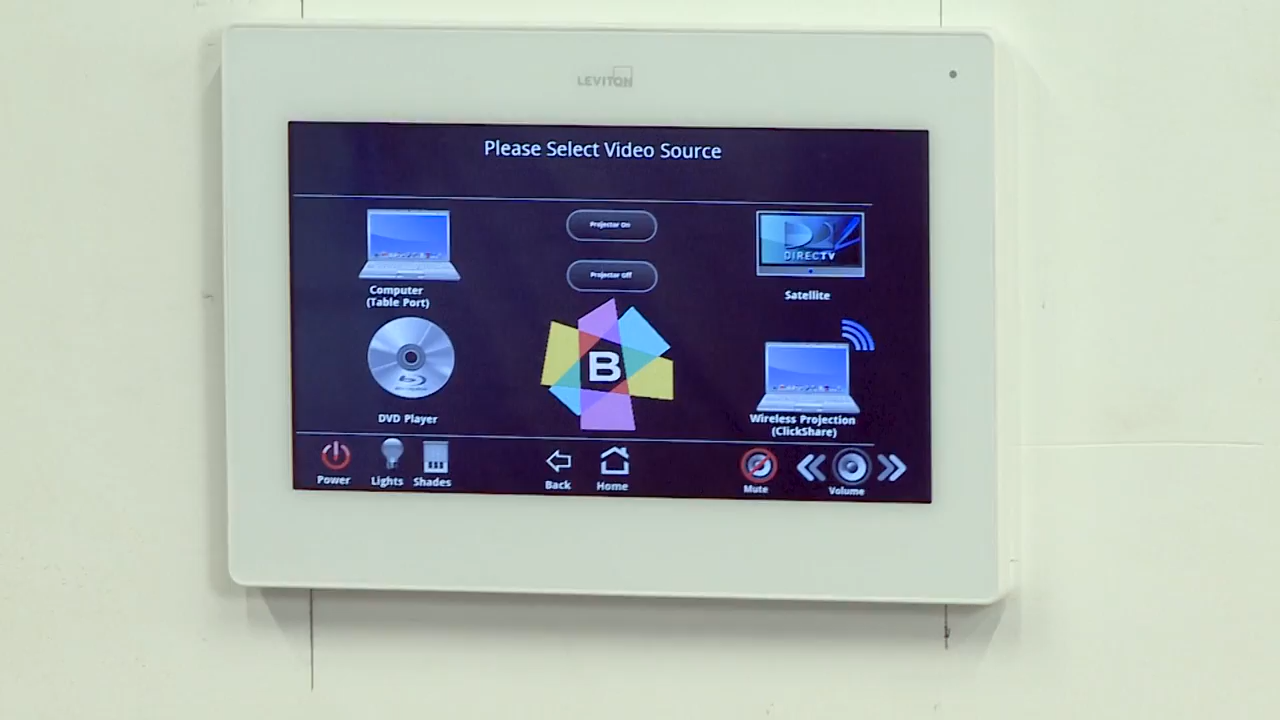 LEVITON
Please Select Video Source
Projector On
Projector Off
DIRECTV
Computer
(Table Port)
Satellite
B
DVD Player
Wireless Projection
(ClickShare)
Power
Lights
Shades
Back
Home
Mute
Volume